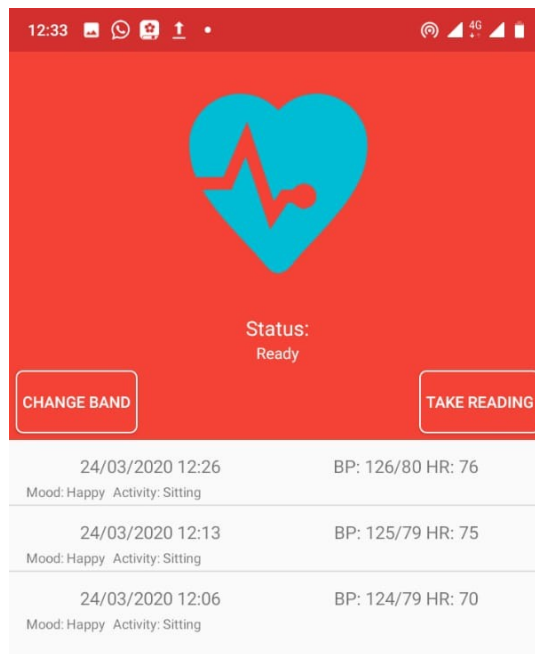 12:33
4G
Status:
Ready
CHANGE BAND TAKE READING
24/03/2020 12:26 BP: 126/80 HR: 76
Mood: Happy Activity: Sitting
24/03/2020 12:13 BP: 125/79 HR: 75
Mood: Happy Activity: Sitting
24/03/2020 12:06 BP: 124/79 HR: 70
Mood: Happy Activity: Sitting